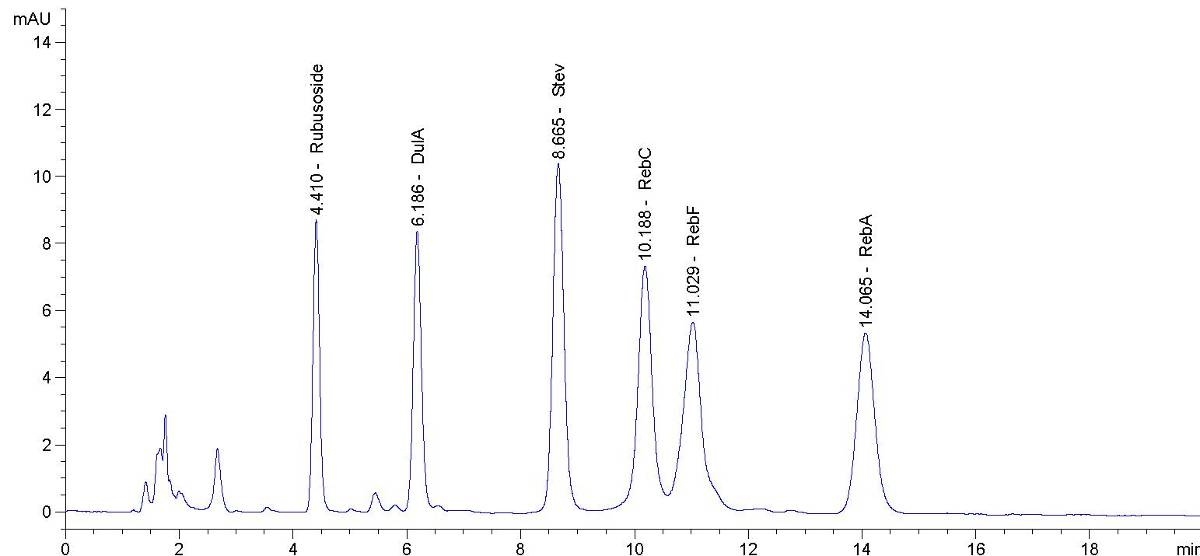 mAU
14
12
10
8
6
4
2
0
4.410 - Rubusoside
6.186 - DulA
8.665 - Stev
10.188 - RebC
11.029 - RebF
14.065 - RebA
0 2 4 6 8 10 12 14 16 18 min